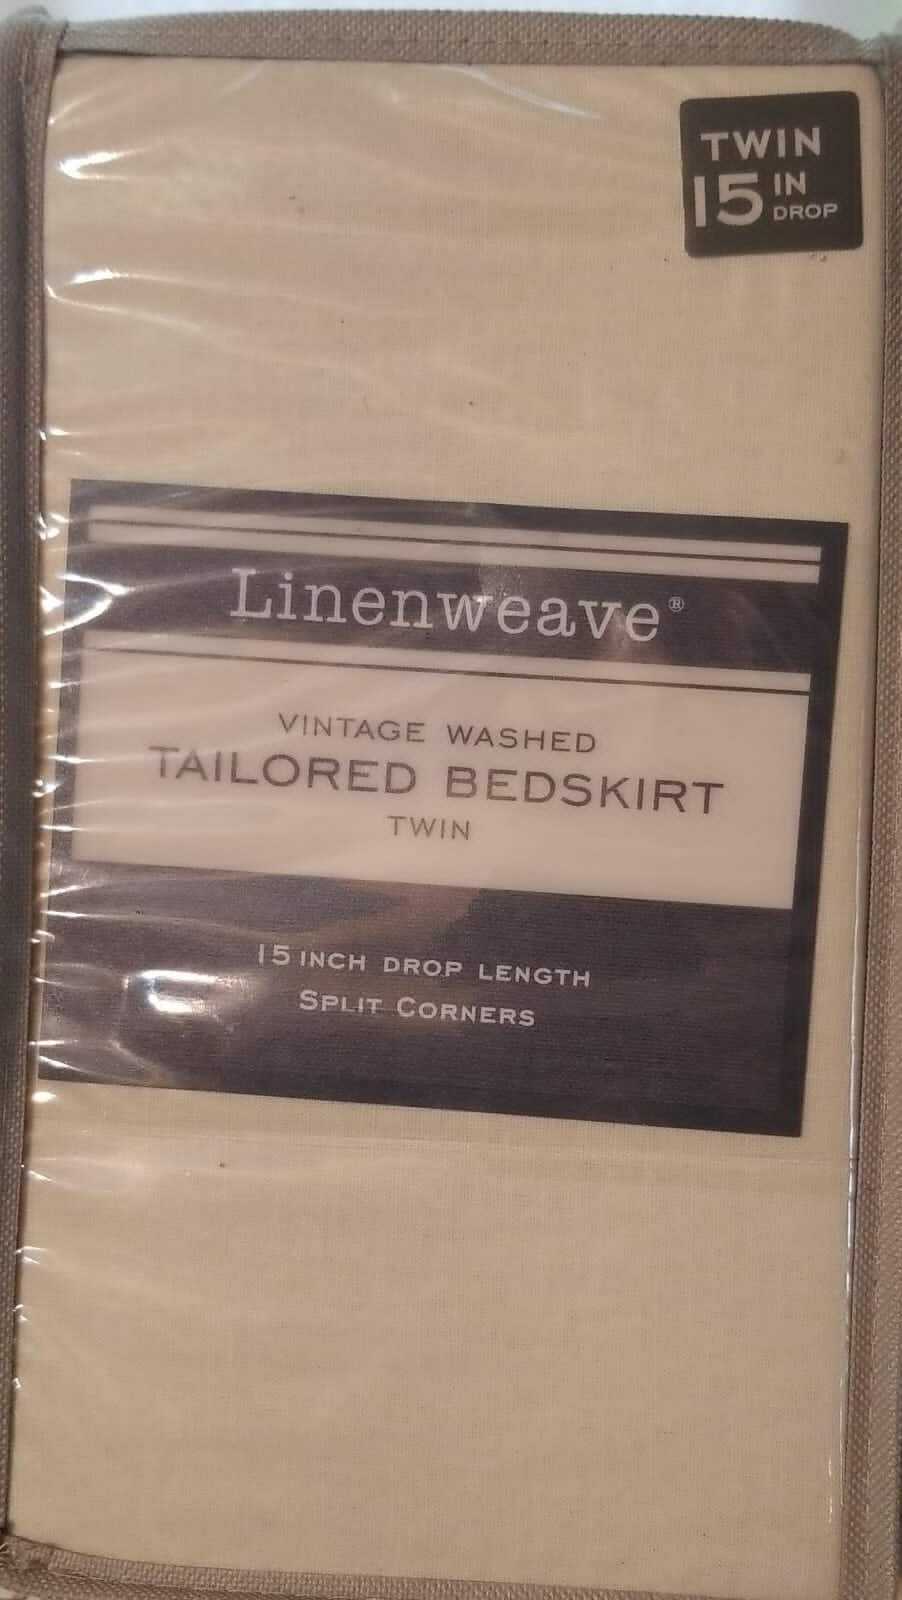 TWIN
15 IN
DROP
Linenweave®
VINTAGE WASHED
TAILORED BEDSKIRT
TWIN
15 INCH DROP LENGTH
SPLIT CORNERS